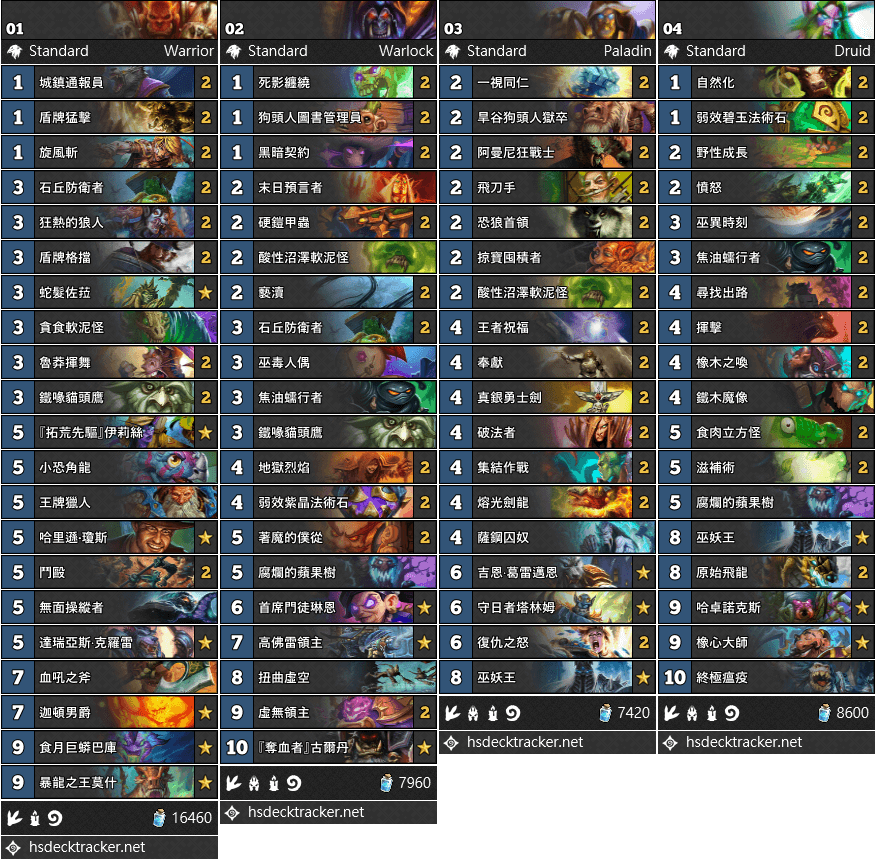 01
Standard Warrior
1 城鎮通報員 2
1 盾牌猛擊 2
1 旋風斬 2
3 石丘防衛者 2
3 狂熱的狼人 2
3 盾牌格擋 2
3 蛇髮佐菈
3 貪食軟泥怪
3 魯莽揮舞 2
3 鐵喙貓頭鷹 2
5 『拓荒先驅』伊莉絲
5 小恐角龍
5 王牌獵人
5 哈里遜·瓊斯
5 鬥毆 2
5 無面操縱者
5 達瑞亞斯·克羅雷
7 血吼之斧
7 迦頓男爵
9 食月巨蟒巴庫
9 暴龍之王莫什
16460
hsdecktracker.net
02
Standard Warlock
1 死影纏繞 2
1 狗頭人圖書管理員 2
1 黑暗契約 2
2 末日預言者
2 硬鎧甲蟲 2
2 酸性沼澤軟泥怪
2 褻瀆 2
3 石丘防衛者 2
3 巫毒人偶
3 焦油蠕行者 2
3 鐵喙貓頭鷹
4 地獄烈焰 2
4 弱效紫晶法術石 2
5 著魔的僕從 2
5 腐爛的蘋果樹
6 首席門徒琳恩
7 高佛雷領主
8 扭曲虛空
9 虛無領主 2
10 『奪血者』古爾丹
7960
hsdecktracker.net
03
Standard Paladin
2 一視同仁 2
2 旱谷狗頭人獄卒 2
2 阿曼尼狂戰士 2
2 飛刀手 2
2 恐狼首領 2
2 掠寶囤積者
2 酸性沼澤軟泥怪 2
4 王者祝福 2
4 奉獻 2
4 真銀勇士劍 2
4 破法者 2
4 集結作戰 2
4 熔光劍龍 2
4 薩鋼囚奴
6 吉恩·葛雷邁恩
6 守日者塔林姆
6 復仇之怒 2
8 巫妖王
7420
hsdecktracker.net
04
Standard Druid
1 自然化 2
1 弱效碧玉法術石 2
2 野性成長 2
2 憤怒 2
3 巫異時刻 2
3 焦油蠕行者 2
4 尋找出路 2
4 揮擊 2
4 橡木之喚 2
4 鐵木魔像
5 食肉立方怪 2
5 滋補術 2
5 腐爛的蘋果樹
8 巫妖王
8 原始飛龍 2
9 哈卓諾克斯
9 橡心大師
10 終極瘟疫
8600
hsdecktracker.net